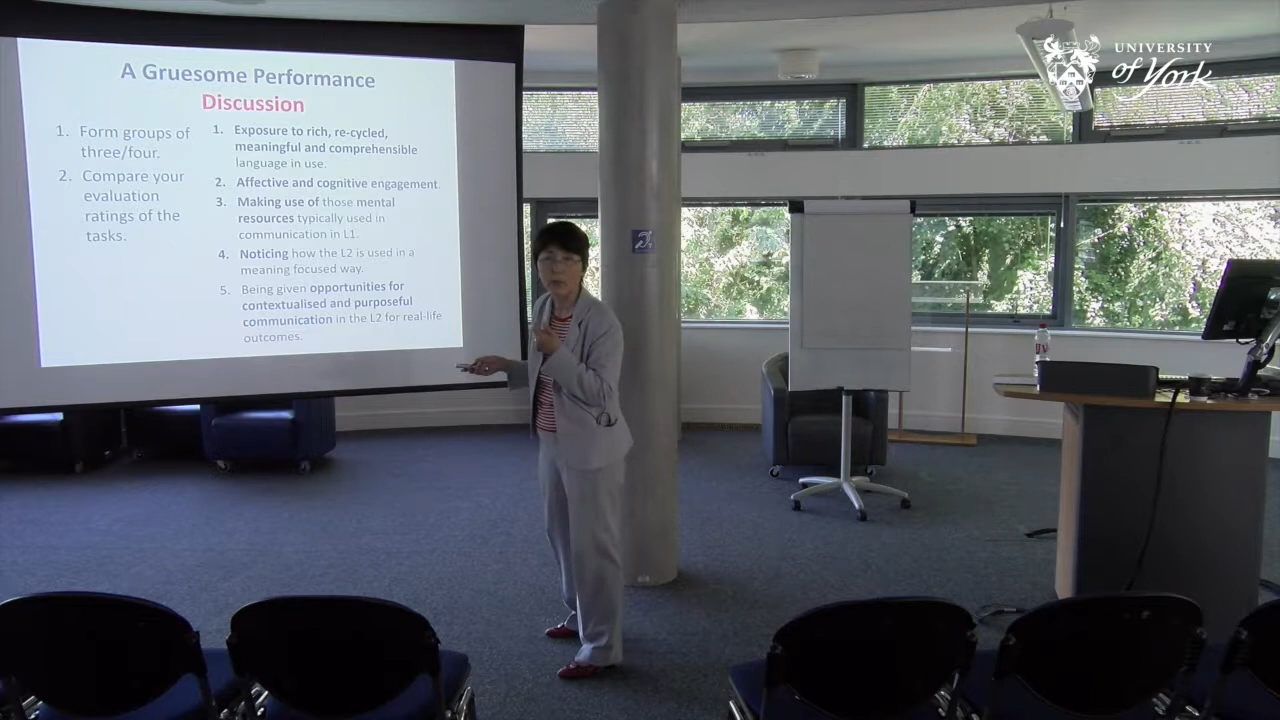 A Gruesome Performance
Discussion
1. Form groups of
three/four.
2. Compare your
evaluation
ratings of the
tasks.
1. Exposure to rich, re-cycled,
meaningful and comprehensible
language in use.
2. Affective and cognitive engagement.
3. Making use of those mental
resources typically used in
communication in L1.
4. Noticing how the L2 is used in a
meaning focused way.
5. Being given opportunities for
contextualised and purposeful
communication in the L2 for real-life
outcomes.
UNIVERSITY
of York